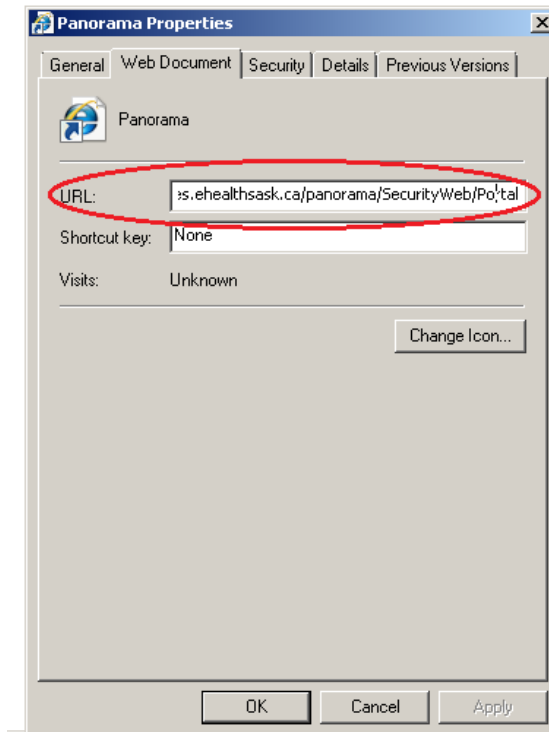 Panorama Properties
General Web Document Security Details Previous Versions
Panorama
URL: es.ehealthsask.ca/panorama/SecurityWeb/Portal
Shortcut key: None
Visits: Unknown
Change Icon...
OK Cancel Apply